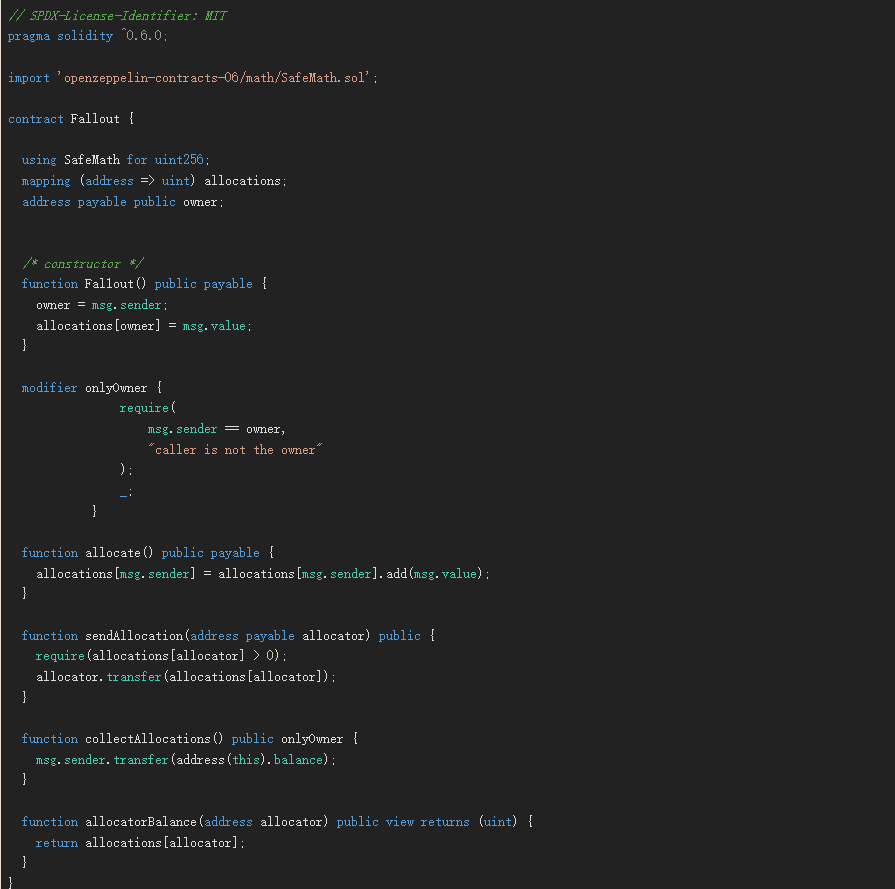 // SPDX-License-Identifier: MIT
pragma solidity ^0.6.0;
import 'openzeppelin-contracts-06/math/SafeMath.sol';
contract Fallout {
using SafeMath for uint256;
mapping (address => uint) allocations;
address payable public owner;
/* constructor */
function Fal1out() public payable {
owner = msg.sender;
allocations[owner] = msg.value;
}
modifier onlyOwner {
require(
msg.sender == owner,
"caller is not the owner"
);
_;
}
function allocate() public payable {
allocations[msg.sender] = allocations[msg.sender].add(msg.value);
}
function sendAllocation(address payable allocator) public {
require(allocations[allocator] > 0);
allocator.transfer(allocations[allocator]);
}
function collectAllocations() public onlyOwner {
msg.sender.transfer(address(this).balance);
}
function allocatorBalance(address allocator) public view returns (uint) {
return allocations[allocator];
}
}